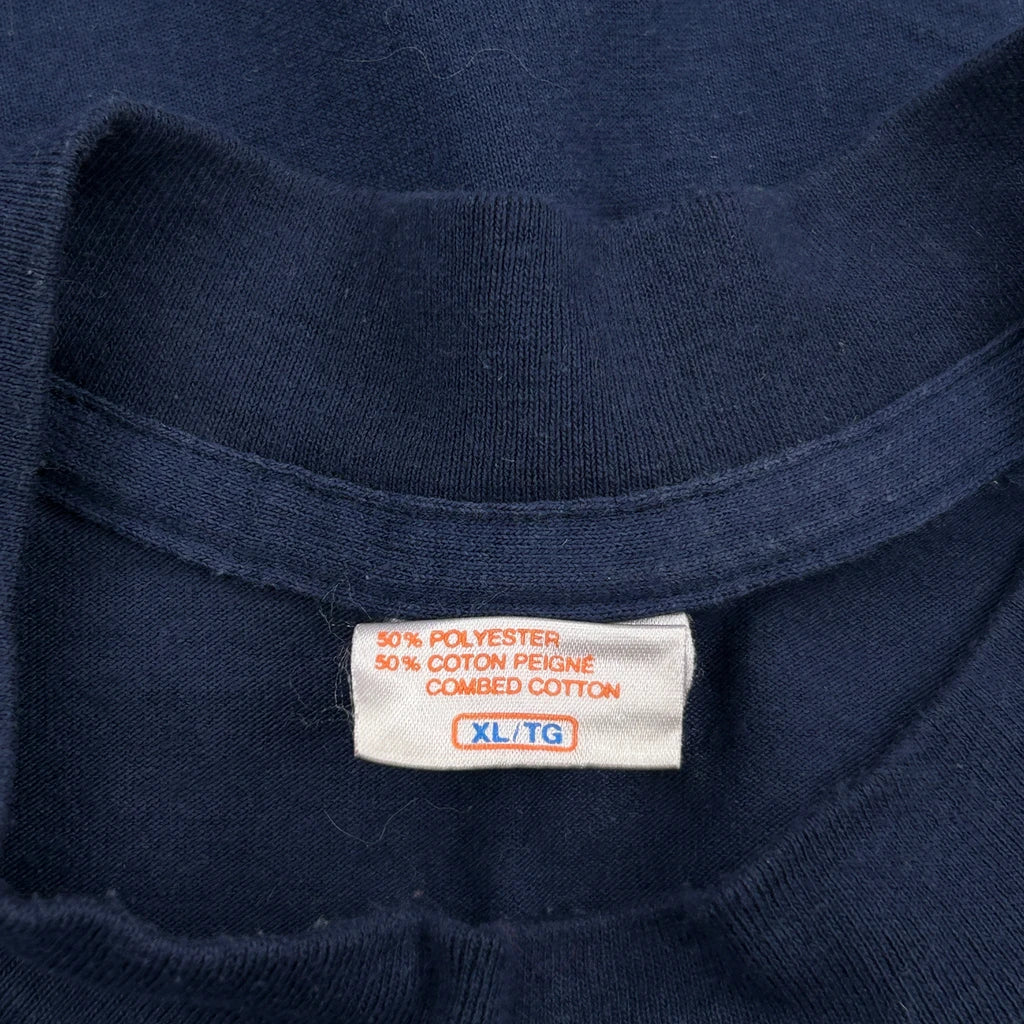 50% POLYESTER
50% COTON PEIGNÉ
COMBED COTTON
XL/TG